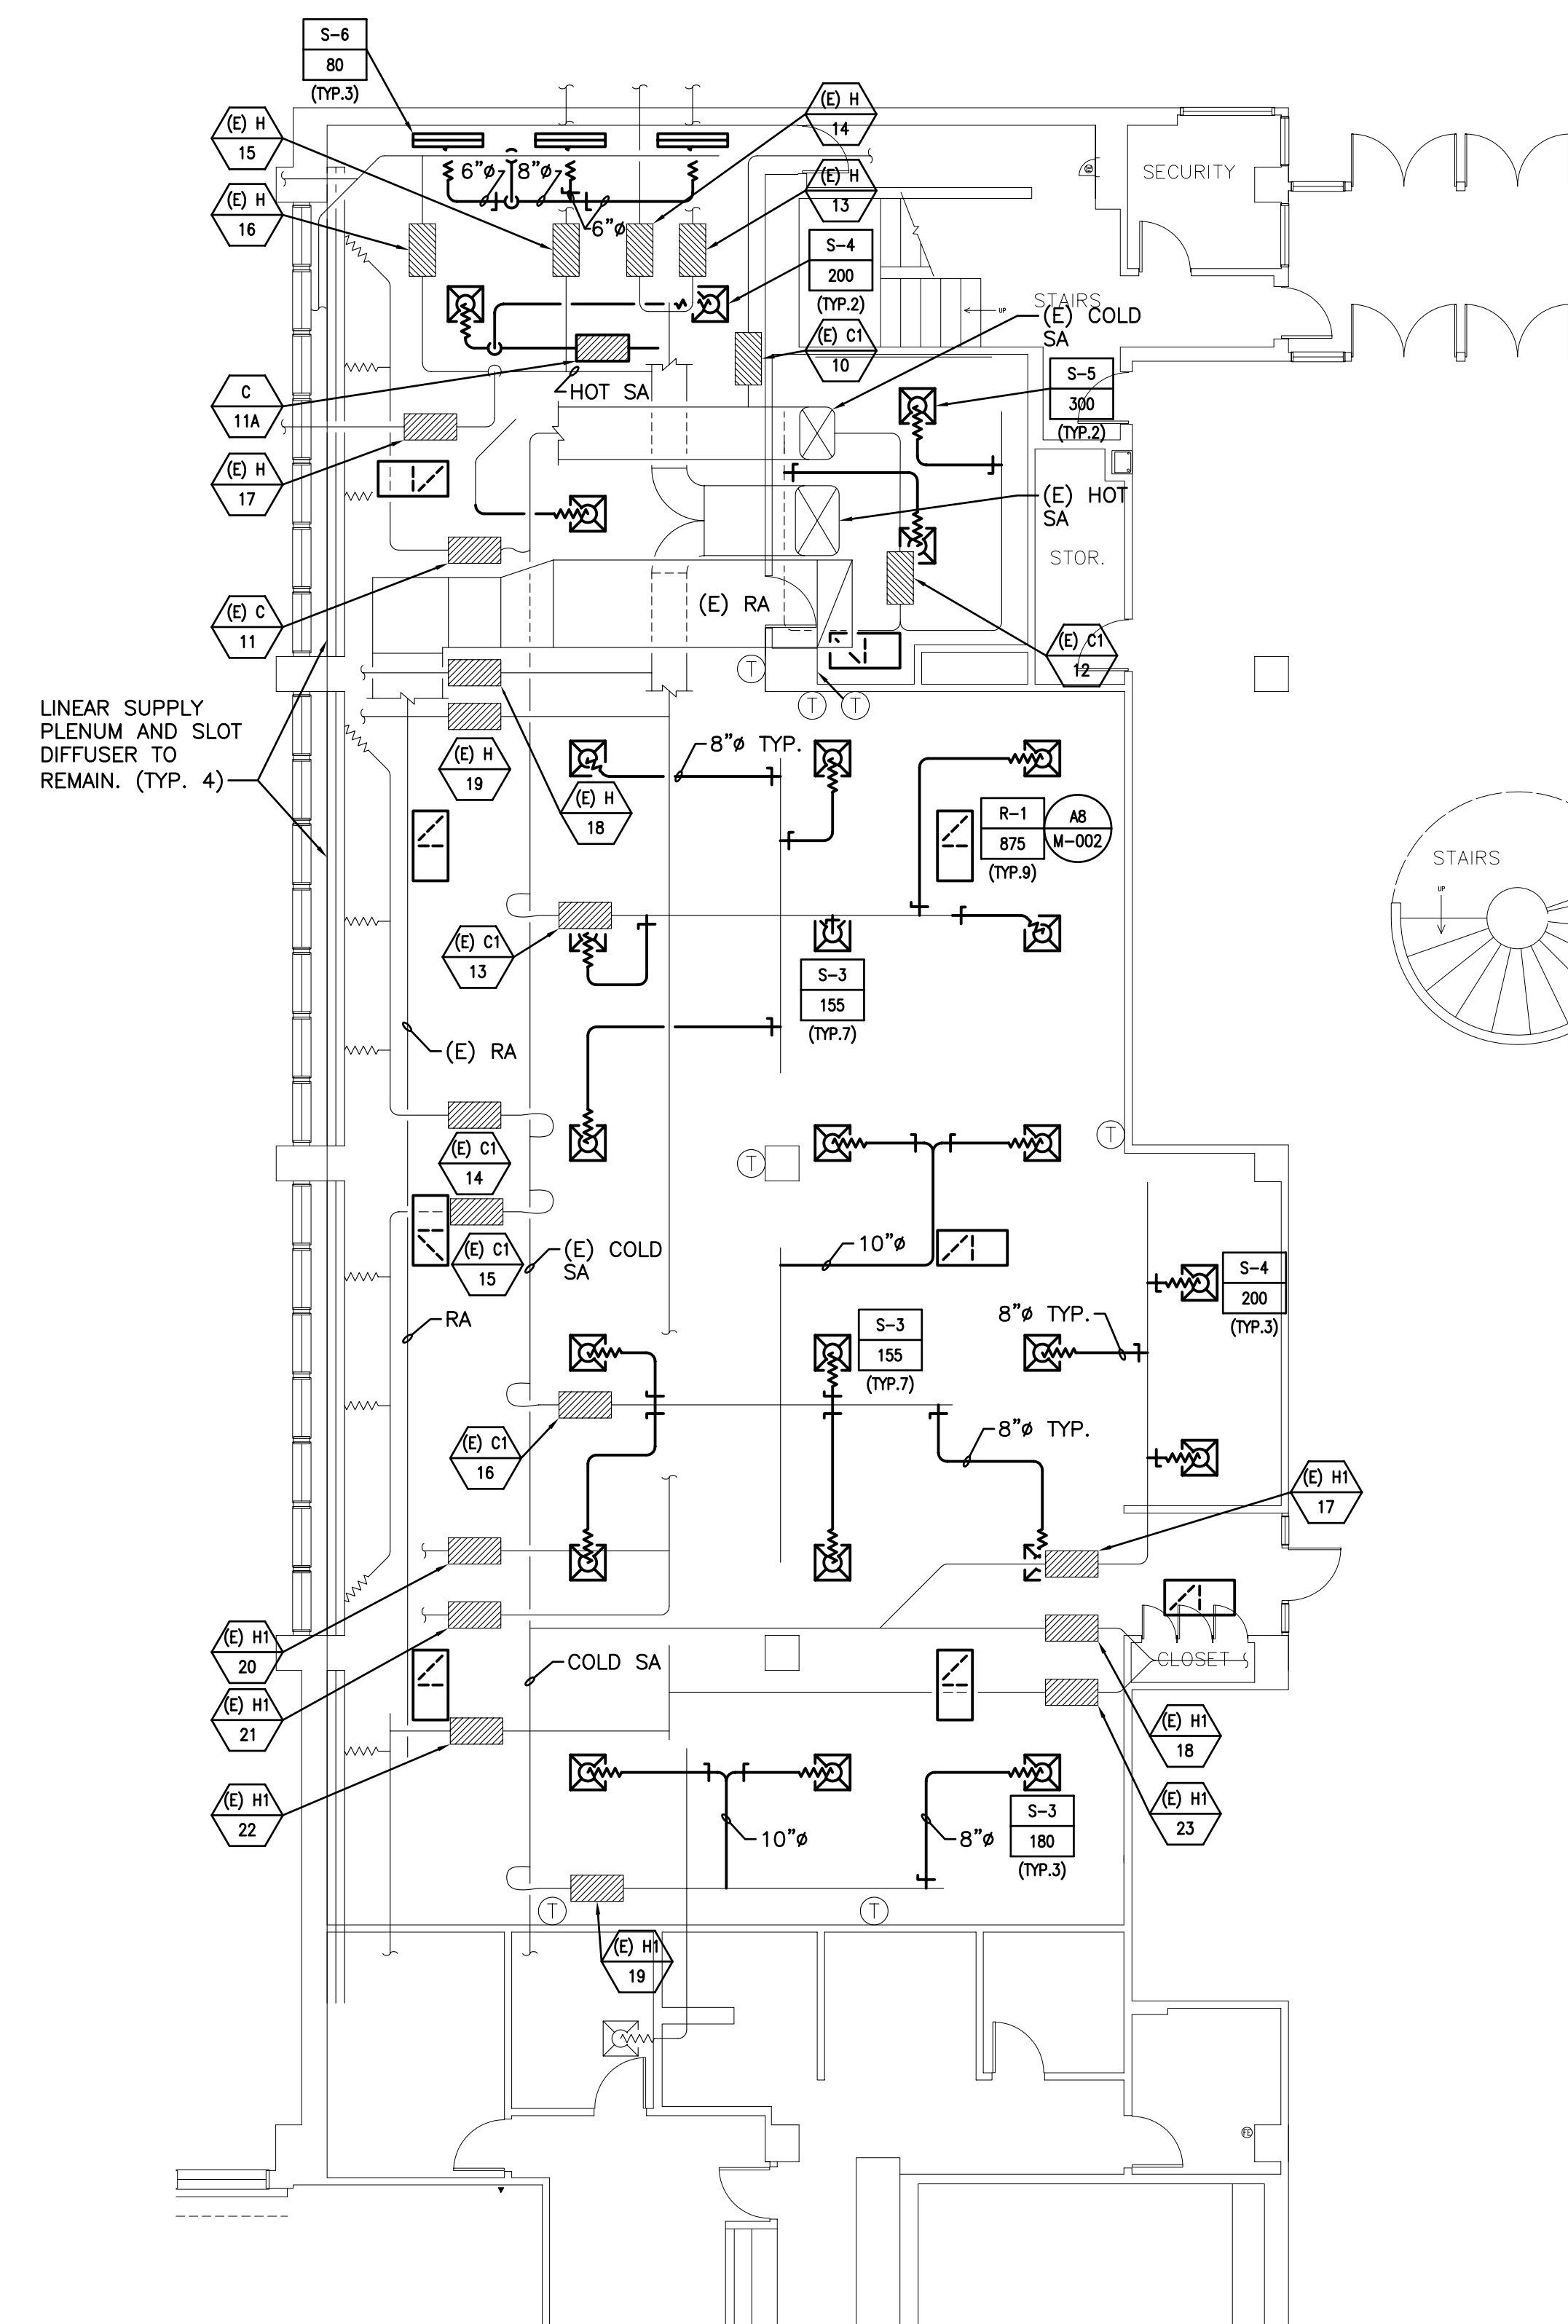 S-6
80
(TYP.3)
(E) H
15
(E) H
14
6"ø
8"ø
SECURITY
(E) H
13
(E) H
16
6"ø
S-4
200
(TYP.2)
STAIRS
UP
(E) COLD
SA
(E) C1
10
C
11A
HOT SA
S-5
300
(TYP.2)
(E) H
17
(E) HOT
SA
STOR.
(E) C
11
(E) RA
(E) C1
12
T
T
T
LINEAR SUPPLY
PLENUM AND SLOT
DIFFUSER TO
REMAIN. (TYP. 4)
(E) H
19
8"ø TYP.
(E) H
18
R-1
875
(TYP.9)
A8
M-002
STAIRS
UP
(E) C1
13
S-3
155
(TYP.7)
(E) RA
T
(E) C1
14
T
(E) C1
15
(E) COLD
SA
10"ø
S-4
200
(TYP.3)
RA
S-3
155
(TYP.7)
8"ø TYP.
(E) C1
16
8"ø TYP.
(E) H1
17
(E) H1
20
COLD SA
CLOSET
(E) H1
21
(E) H1
18
(E) H1
22
10"ø
8"ø
S-3
180
(TYP.3)
(E) H1
23
T
T
(E) H1
19
FE